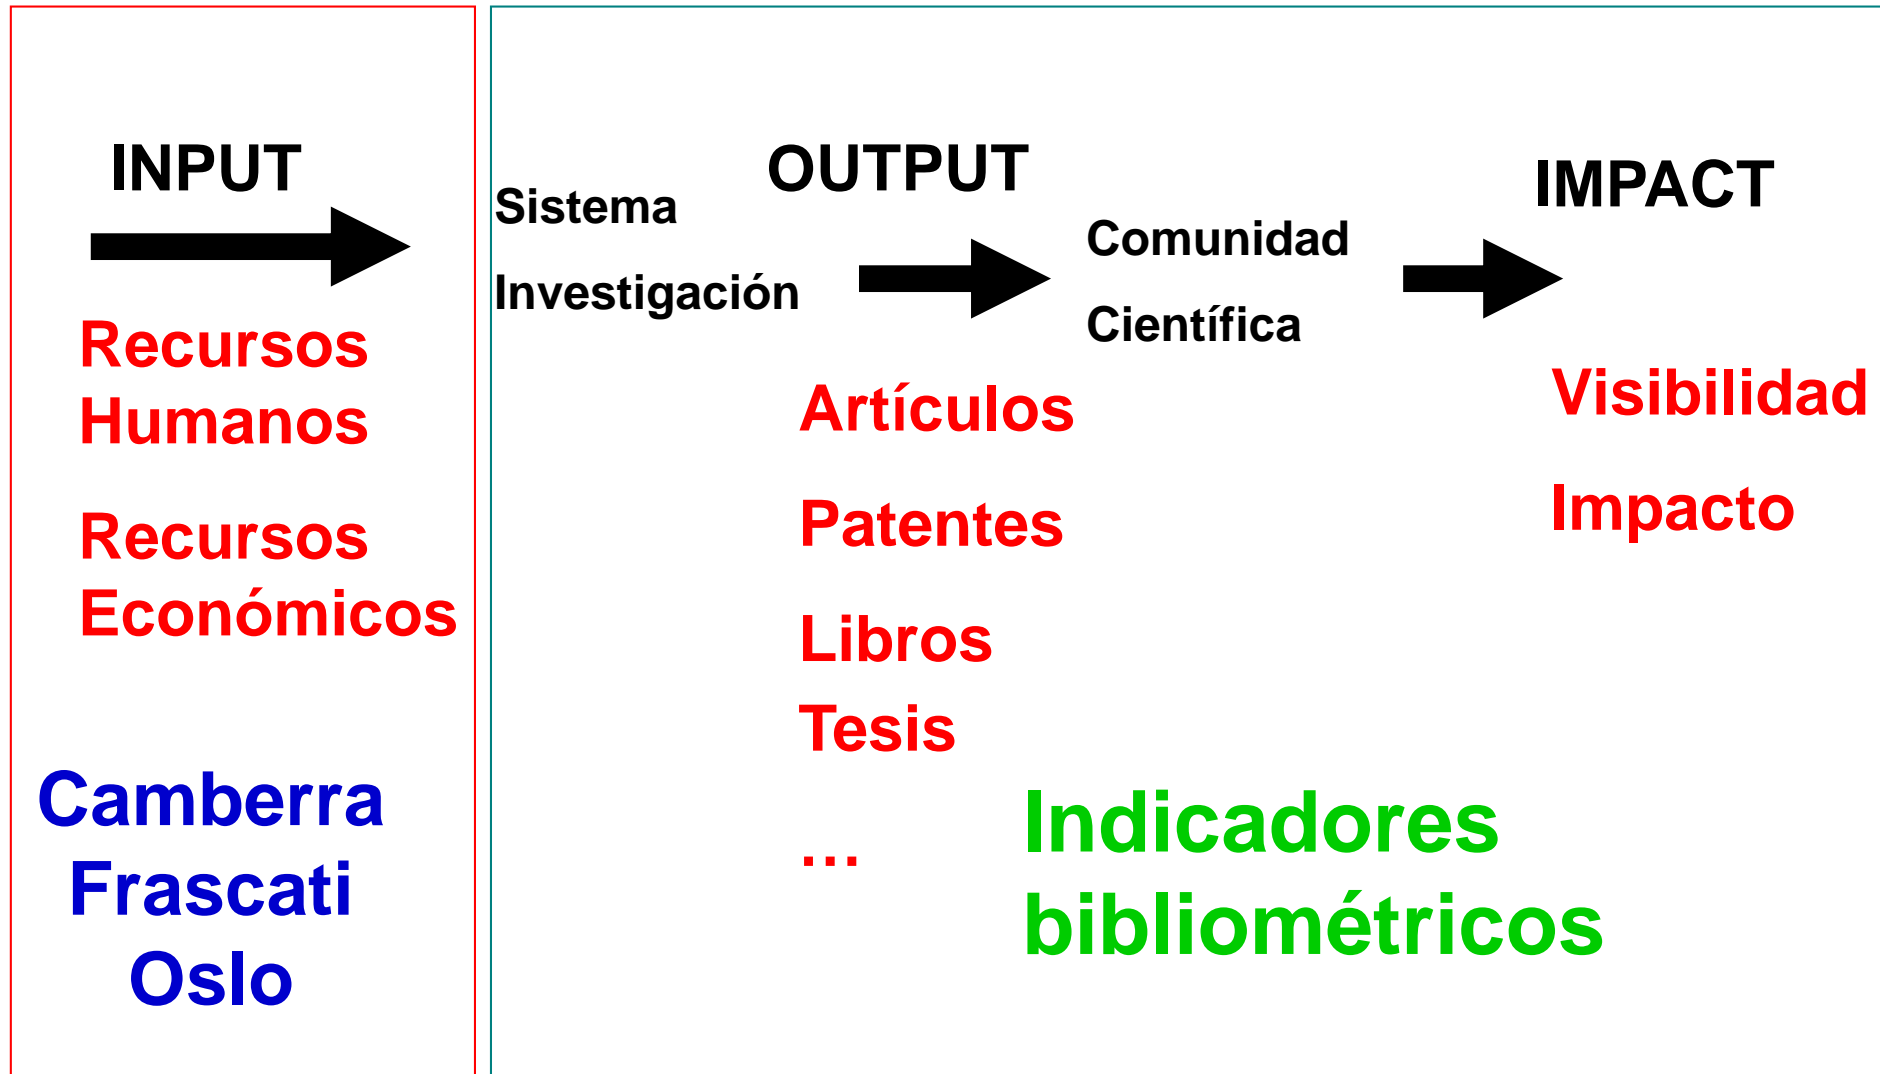 INPUT
Recursos
Humanos
Recursos
Económicos
Camberra
Frascati
Oslo
Sistema
Investigación
OUTPUT
Artículos
Patentes
Libros
Tesis
…
Comunidad
Científica
IMPACT
Visibilidad
Impacto
Indicadores
bibliométricos